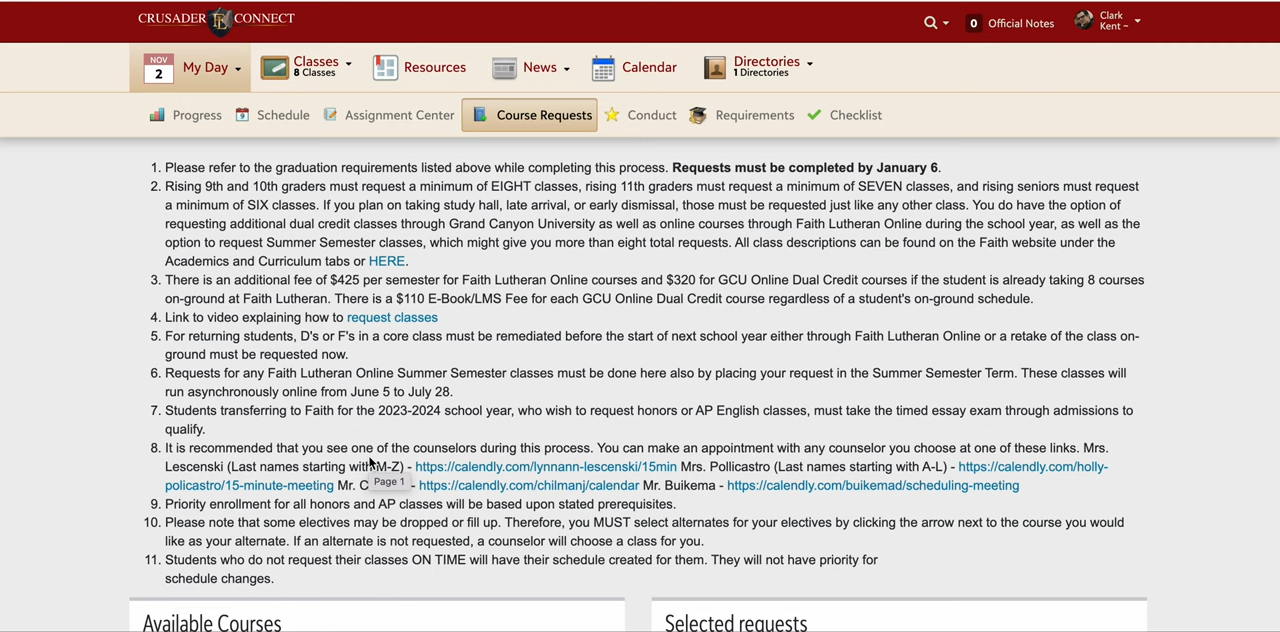 CRUSADER FL CONNECT
0 Official Notes
Clark
Kent ~
NOV
2
My Day
Classes
8 Classes
Resources
News
Calendar
Directories
1 Directories
Progress
Schedule
Assignment Center
Course Requests
Conduct
Requirements
Checklist
1. Please refer to the graduation requirements listed above while completing this process. Requests must be completed by January 6.
2. Rising 9th and 10th graders must request a minimum of EIGHT classes, rising 11th graders must request a minimum of SEVEN classes, and rising seniors must request
a minimum of SIX classes. If you plan on taking study hall, late arrival, or early dismissal, those must be requested just like any other class. You do have the option of
requesting additional dual credit classes through Grand Canyon University as well as online courses through Faith Lutheran Online during the school year, as well as the
option to request Summer Semester classes, which might give you more than eight total requests. All class descriptions can be found on the Faith website under the
Academics and Curriculum tabs or HERE.
3. There is an additional fee of $425 per semester for Faith Lutheran Online courses and $320 for GCU Online Dual Credit courses if the student is already taking 8 courses
on-ground at Faith Lutheran. There is a $110 E-Book/LMS Fee for each GCU Online Dual Credit course regardless of a student's on-ground schedule.
4. Link to video explaining how to request classes
5. For returning students, D's or F's in a core class must be remediated before the start of next school year either through Faith Lutheran Online or a retake of the class on-
ground must be requested now.
6. Requests for any Faith Lutheran Online Summer Semester classes must be done here also by placing your request in the Summer Semester Term. These classes will
run asynchronously online from June 5 to July 28.
7. Students transferring to Faith for the 2023-2024 school year, who wish to request honors or AP English classes, must take the timed essay exam through admissions to
qualify.
8. It is recommended that you see one of the counselors during this process. You can make an appointment with any counselor you choose at one of these links. Mrs.
Lescenski (Last names starting with M-Z) - https://calendly.com/lynnann-lescenski/15min Mrs. Pollicastro (Last names starting with A-L) - https://calendly.com/holly-
policastro/15-minute-meeting Mr. - https://calendly.com/chilmanj/calendar Mr. Buikema - https://calendly.com/buikemad/scheduling-meeting
Page 1
9. Priority enrollment for all honors and AP classes will be based upon stated prerequisites.
10. Please note that some electives may be dropped or fill up. Therefore, you MUST select alternates for your electives by clicking the arrow next to the course you would
like as your alternate. If an alternate is not requested, a counselor will choose a class for you.
11. Students who do not request their classes ON TIME will have their schedule created for them. They will not have priority for
schedule changes.
Available Courses
Selected requests